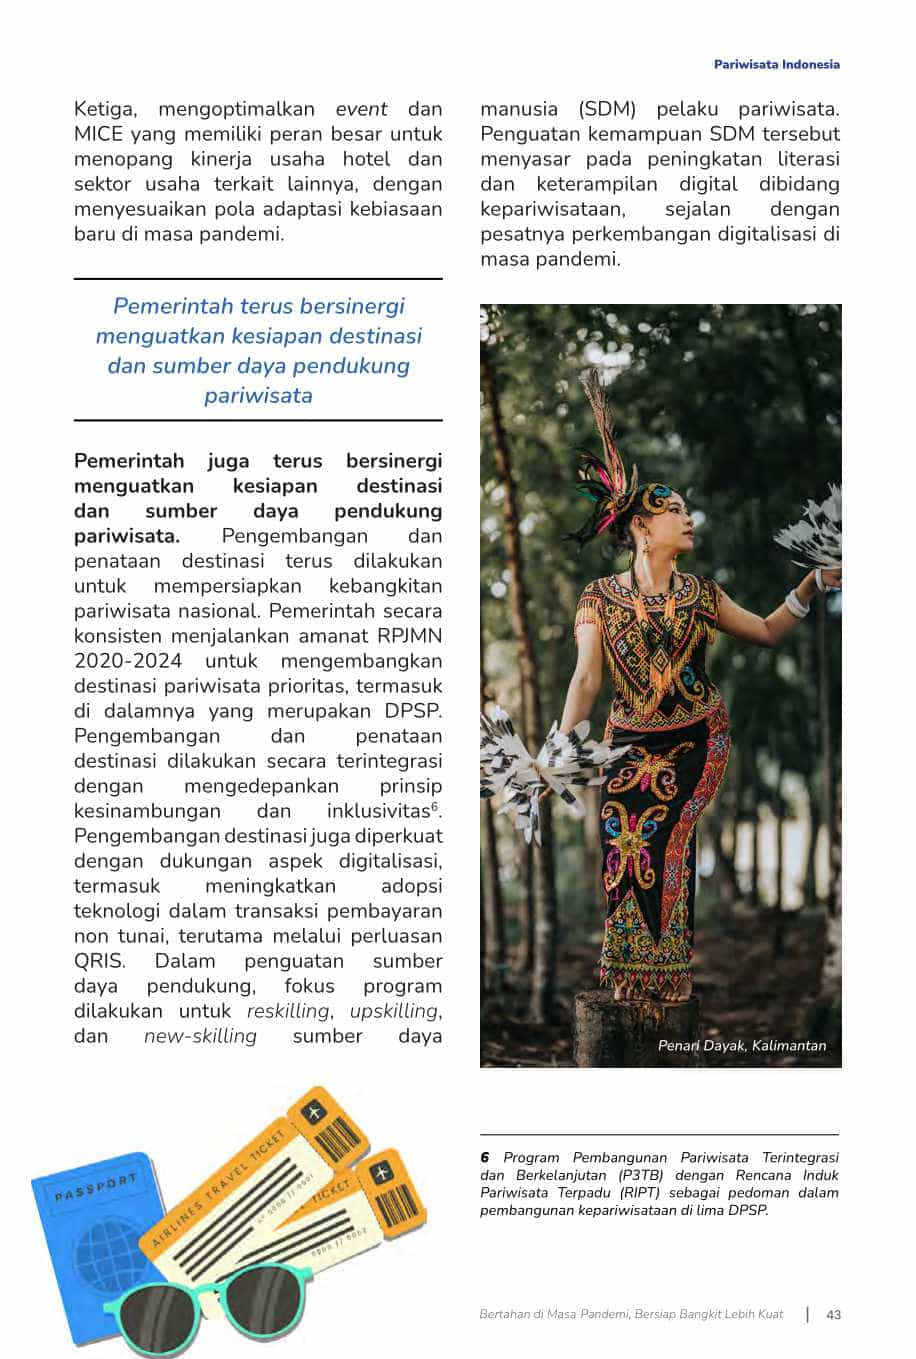 Pariwisata Indonesia
Ketiga, mengoptimalkan event dan
MICE yang memiliki peran besar untuk
menopang kinerja usaha hotel dan
sektor usaha terkait lainnya, dengan
menyesuaikan pola adaptasi kebiasaan
baru di masa pandemi.
Pemerintah terus bersinergi
menguatkan kesiapan destinasi
dan sumber daya pendukung
pariwisata
Pemerintah juga terus bersinergi
menguatkan kesiapan destinasi
dan sumber daya pendukung
pariwisata. Pengembangan dan
penataan destinasi terus dilakukan
untuk mempersiapkan kebangkitan
pariwisata nasional. Pemerintah secara
konsisten menjalankan amanat RPJMN
2020-2024 untuk mengembangkan
destinasi pariwisata prioritas, termasuk
di dalamnya yang merupakan DPSP.
Pengembangan dan penataan
destinasi dilakukan secara terintegrasi
dengan mengedepankan prinsip
kesinambungan dan inklusivitas⁶.
Pengembangan destinasi juga diperkuat
dengan dukungan aspek digitalisasi,
termasuk meningkatkan adopsi
teknologi dalam transaksi pembayaran
non tunai, terutama melalui perluasan
QRIS. Dalam penguatan sumber
daya pendukung, fokus program
dilakukan untuk reskilling, upskilling,
dan new-skilling sumber daya
manusia (SDM) pelaku pariwisata.
Penguatan kemampuan SDM tersebut
menyasar pada peningkatan literasi
dan keterampilan digital dibidang
kepariwisataan, sejalan dengan
pesatnya perkembangan digitalisasi di
masa pandemi.
Penari Dayak, Kalimantan
6 Program Pembangunan Pariwisata Terintegrasi
dan Berkelanjutan (P3TB) dengan Rencana Induk
Pariwisata Terpadu (RIPT) sebagai pedoman dalam
pembangunan kepariwisataan di lima DPSP.
PASSPORT
AIRLINES TRAVEL TICKET
TICKET
Bertahan di Masa Pandemi, Bersiap Bangkit Lebih Kuat | 43